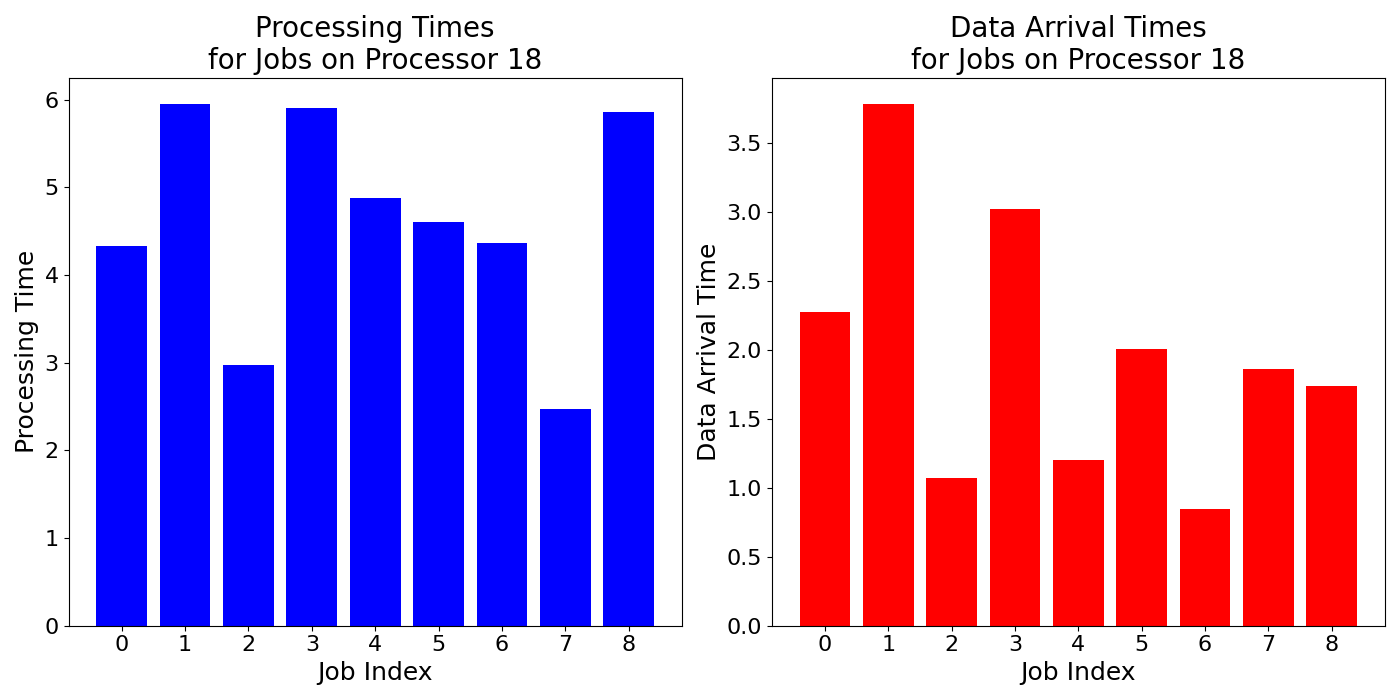 Processing Times
for Jobs on Processor 18
Processing Time
6
5
4
3
2
1
0
0 1 2 3 4 5 6 7 8
Job Index
Data Arrival Times
for Jobs on Processor 18
Data Arrival Time
3.5
3.0
2.5
2.0
1.5
1.0
0.5
0.0
0 1 2 3 4 5 6 7 8
Job Index